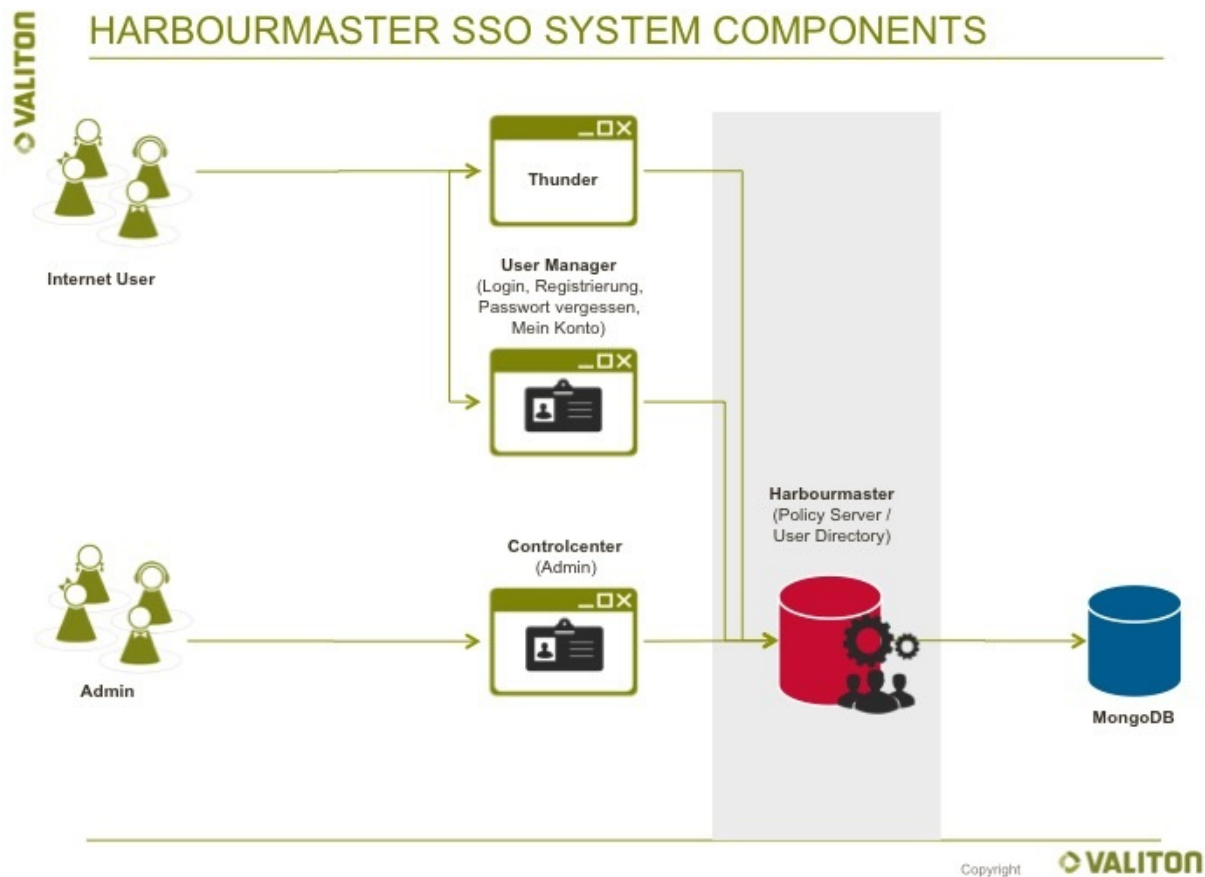 VALITON
HARBOURMASTER SSO SYSTEM COMPONENTS
Internet User
Thunder
User Manager
(Login, Registrierung,
Passwort vergessen,
Mein Konto)
Harbourmaster
(Policy Server /
User Directory)
Controlcenter
(Admin)
Admin
MongoDB
Copyright
VALITON